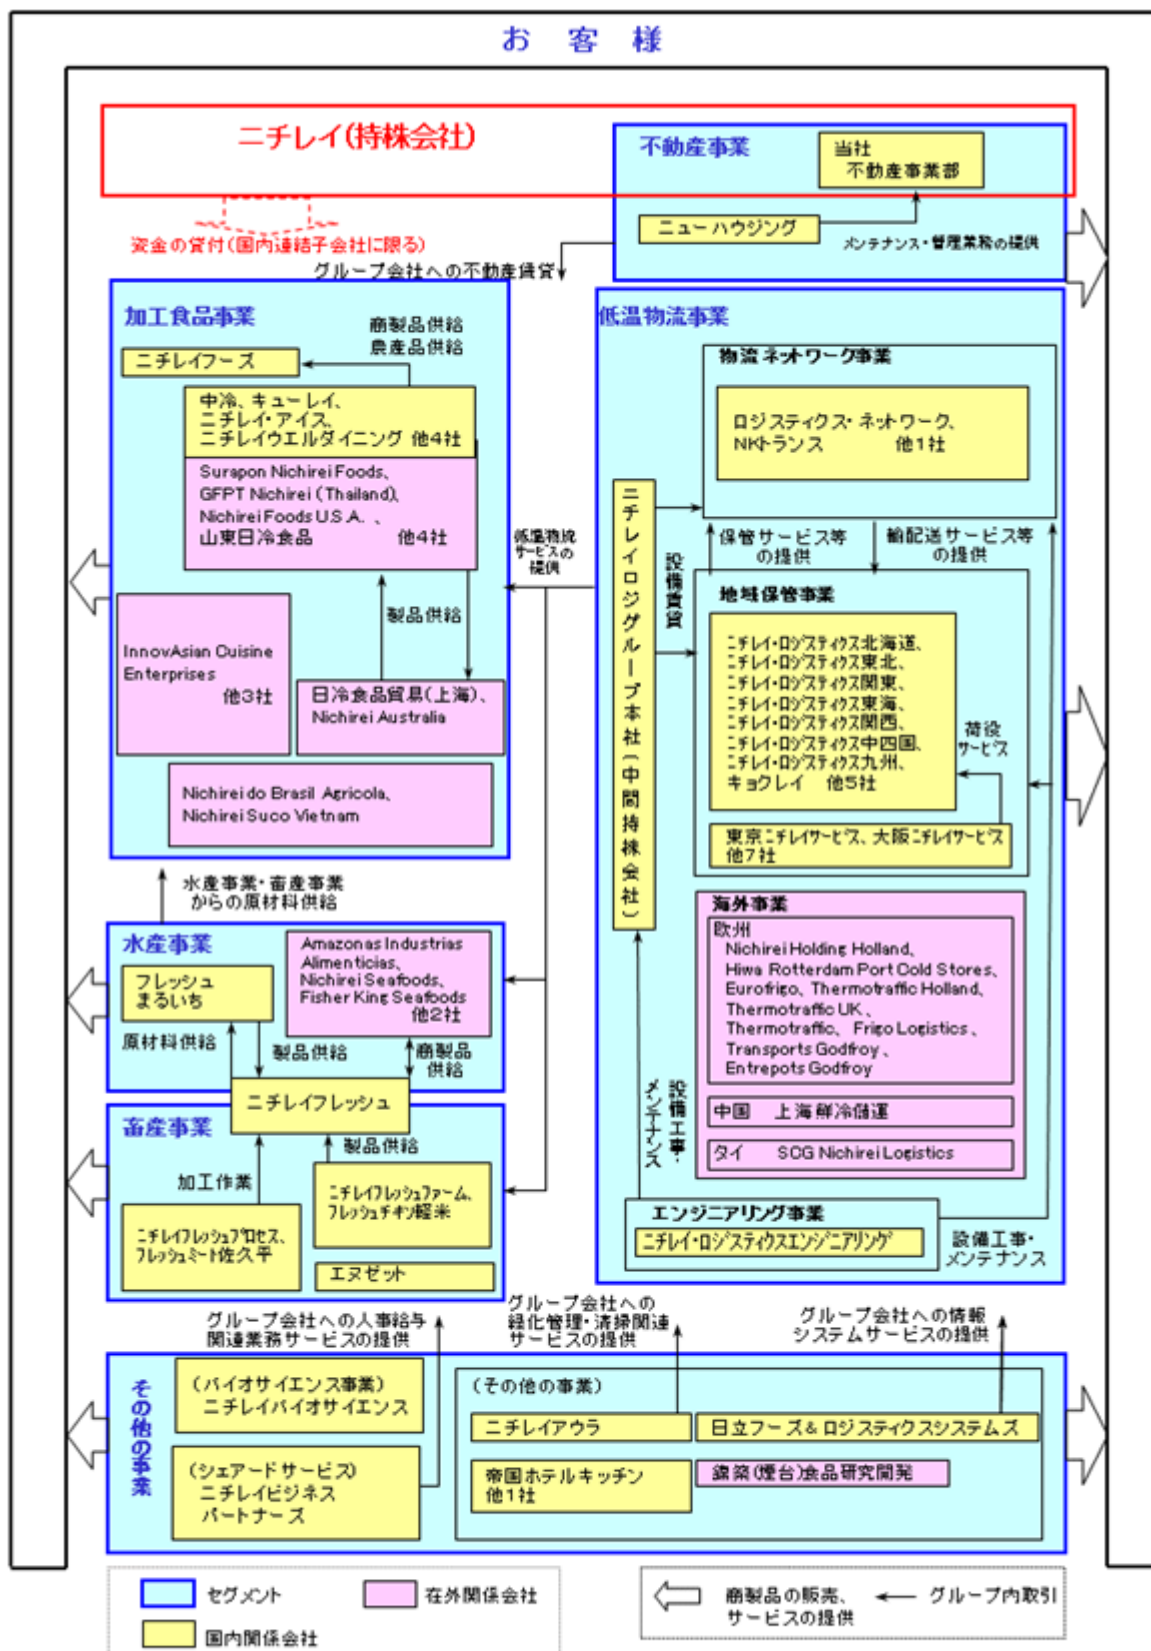 お客様
ニチレイ(持株会社)
不動産事業
当社
不動産事業部
ニューハウジング
メンテナンス・管理業務の提供
資金の貸付(国内連結子会社に限る)
グループ会社への不動産賃貸
加工食品事業
商製品供給
農産品供給
ニチレイフーズ
中冷、キューレイ、
ニチレイ・アイス、
ニチレイウエルダイニング 他4社
Surapon Nichirei Foods、
GFPT Nichirei (Thailand)、
Nichirei Foods U.S.A. 、
山東日冷食品 他4社
製品供給
InnovAsian Cuisine
Enterprises
他3社
日冷食品貿易(上海)、
Nichirei Australia
Nichirei do Brasil Agricola、
Nichirei Suco Vietnam
低温物流
サービスの
提供
低温物流事業
物流ネットワーク事業
ロジスティクス・ネットワーク、
NKトランス 他1社
ニチレイロジグループ本社(中間持株会社)
設備賃貸
保管サービス等
の提供
輸配送サービス等
の提供
地域保管事業
ニチレイ・ロジスティクス北海道、
ニチレイ・ロジスティクス東北、
ニチレイ・ロジスティクス関東、
ニチレイ・ロジスティクス東海、
ニチレイ・ロジスティクス関西、
ニチレイ・ロジスティクス中四国、
ニチレイ・ロジスティクス九州、
キョクレイ 他5社
荷役
サービス
東京ニチレイサービス、大阪ニチレイサービス
他7社
海外事業
欧州
Nichirei Holding Holland、
Hiwa Rotterdam Port Cold Stores、
Eurofrigo、Thermotraffic Holland、
Thermotraffic UK 、
Thermotraffic、 Frigo Logistics 、
Transports Godfroy 、
Entrepots Godfroy
中国 上海鮮冷儲運
タイ SCG Nichirei Logistics
設備工事・
メンテナンス
エンジニアリング事業
ニチレイ・ロジスティクスエンジニアリング
設備工事・
メンテナンス
水産事業・畜産事業
からの原材料供給
水産事業
フレッシュ
まるいち
Amazonas Industrias
Alimenticias、
Nichirei Seafoods、
Fisher King Seafoods
他2社
原材料供給
製品供給
商製品
供給
ニチレイフレッシュ
畜産事業
製品供給
加工作業
ニチレイフレッシュファーム、
フレッシュチキン軽米
ニチレイフレッシュプロセス、
フレッシュミート佐久平
エヌゼット
グループ会社への人事給与
関連業務サービスの提供
グループ会社への
緑化管理・清掃関連
サービスの提供
グループ会社への情報
システムサービスの提供
その他の事業
(バイオサイエンス事業)
ニチレイバイオサイエンス
(シェアードサービス)
ニチレイビジネス
パートナーズ
(その他の事業)
ニチレイアウラ
日立フーズ&ロジスティクスシステムズ
帝国ホテルキッチン
他1社
錦築(煙台)食品研究開発
セグメント
在外関係会社
国内関係会社
商製品の販売、
サービスの提供
グループ内取引